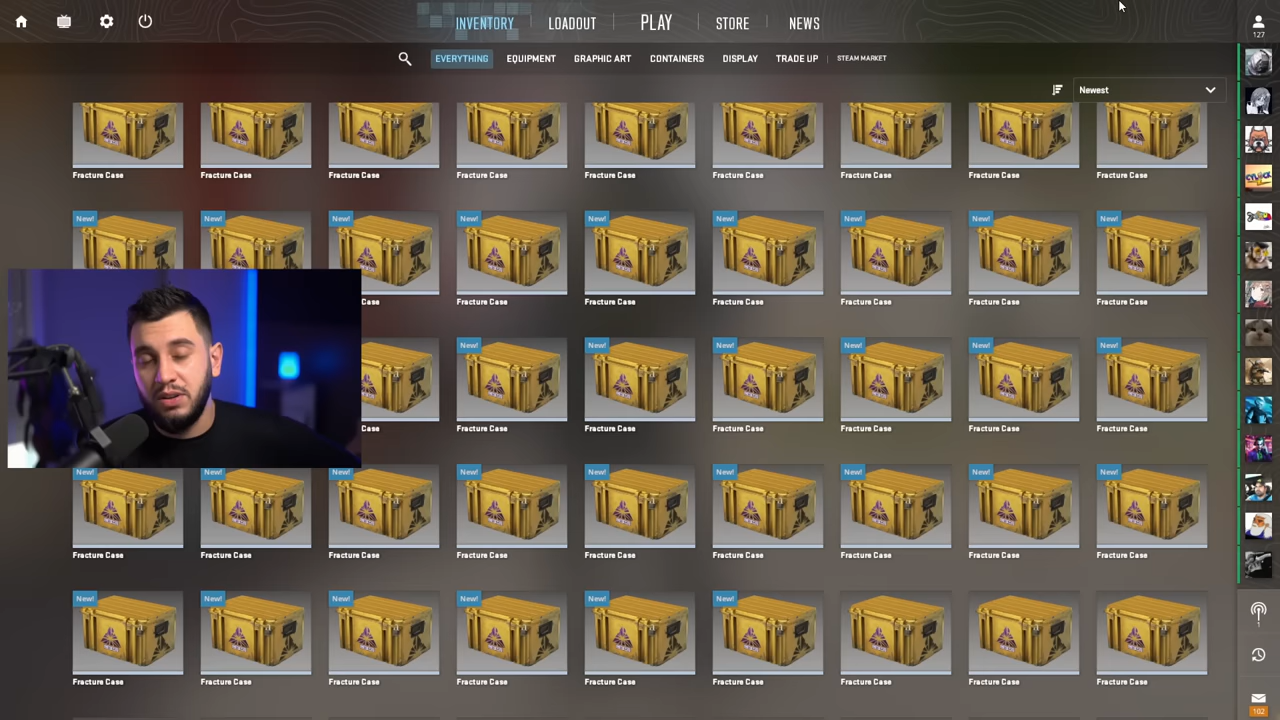 INVENTORY LOADOUT PLAY STORE NEWS
127
EVERYTHING EQUIPMENT GRAPHIC ART CONTAINERS DISPLAY TRADE UP STEAM MARKET
Newest
Fracture Case Fracture Case Fracture Case Fracture Case Fracture Case Fracture Case Fracture Case Fracture Case Fracture Case
New! New! New! New! New! New! New! New! New!
Case Fracture Case Fracture Case Fracture Case Fracture Case Fracture Case Fracture Case
New! New! New! New! New! New!
Case Fracture Case Fracture Case Fracture Case Fracture Case Fracture Case Fracture Case
New! New! New! New! New! New! New! New! New!
Fracture Case Fracture Case Fracture Case Fracture Case Fracture Case Fracture Case Fracture Case Fracture Case Fracture Case
New! New! New! New! New! New!
Fracture Case Fracture Case Fracture Case Fracture Case Fracture Case Fracture Case Fracture Case Fracture Case Fracture Case
1
102